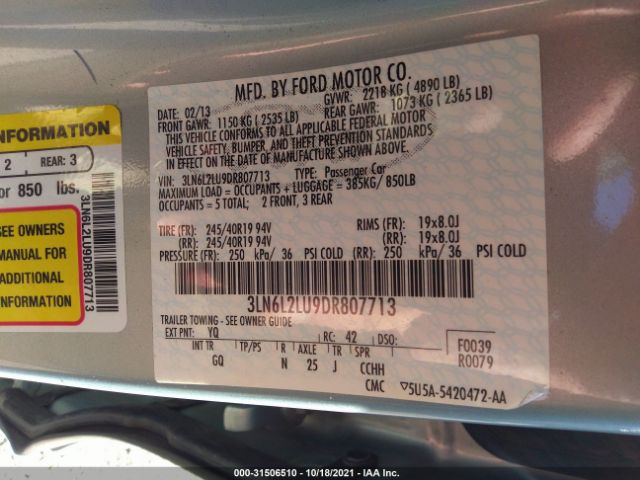 MFD. BY FORD MOTOR CO.
DATE: 02/13 GVWR: 2218 KG ( 4890 LB)
FRONT GAWR: 1150 KG ( 2535 LB) REAR GAWR: 1073 KG ( 2365 LB)
THIS VEHICLE CONFORMS TO ALL APPLICABLE FEDERAL MOTOR
VEHICLE SAFETY, BUMPER, AND THEFT PREVENTION STANDARDS
IN EFFECT ON THE DATE OF MANUFACTURE SHOWN ABOVE.
VIN: 3LN6L2LU9DR807713 TYPE: Passenger Car
MAXIMUM LOAD = OCCUPANTS + LUGGAGE = 385KG/ 850LB
OCCUPANTS = 5 TOTAL; 2 FRONT, 3 REAR
TIRE (FR): 245/40R19 94V RIMS (FR): 19x8.0J
(RR): 245/40R19 94V (RR): 19x8.0J
PRESSURE (FR): 250 kPa/ 36 PSI COLD (RR): 250 kPa/ 36 PSI COLD
3LN6L2LU9DR807713
TRAILER TOWING - SEE OWNER GUIDE
EXT PNT: YQ RC: 42 DSO: F0039
INT TR TP/PS R AXLE TR SPR R0079
GQ N 25 J CCHH
CMC 5U5A-5420472-AA
INFORMATION
2 REAR: 3
or 850 lbs.
SEE OWNERS
MANUAL FOR
ADDITIONAL
INFORMATION
3LN6L2LU9DR807713
000-31506510 - 10/18/2021 - IAA Inc.